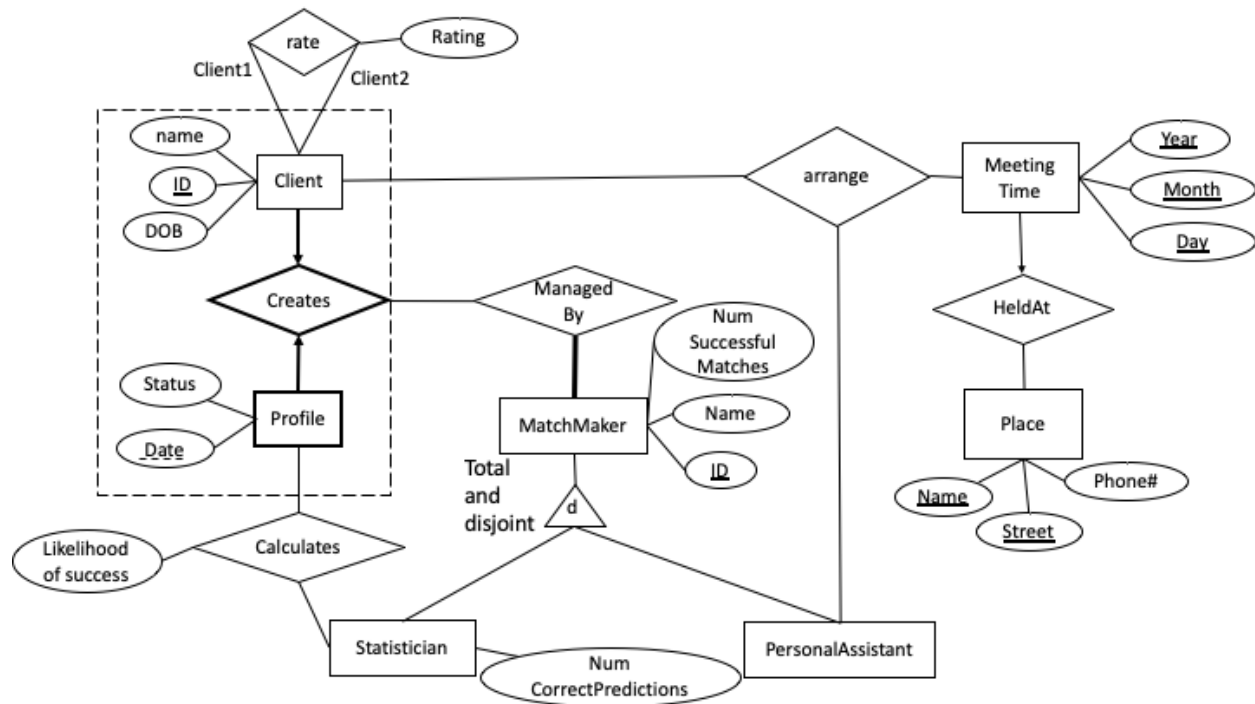 rate
Rating
Client1
Client2
name
ID
DOB
Client
arrange
Meeting
Time
Year
Month
Day
Creates
Managed
By
HeldAt
Num
Successful
Matches
Status
Date
Profile
MatchMaker
Name
ID
Place
Name
Street
Phone#
Total
and
disjoint
d
Likelihood
of success
Calculates
Statistician
Num
CorrectPredictions
PersonalAssistant